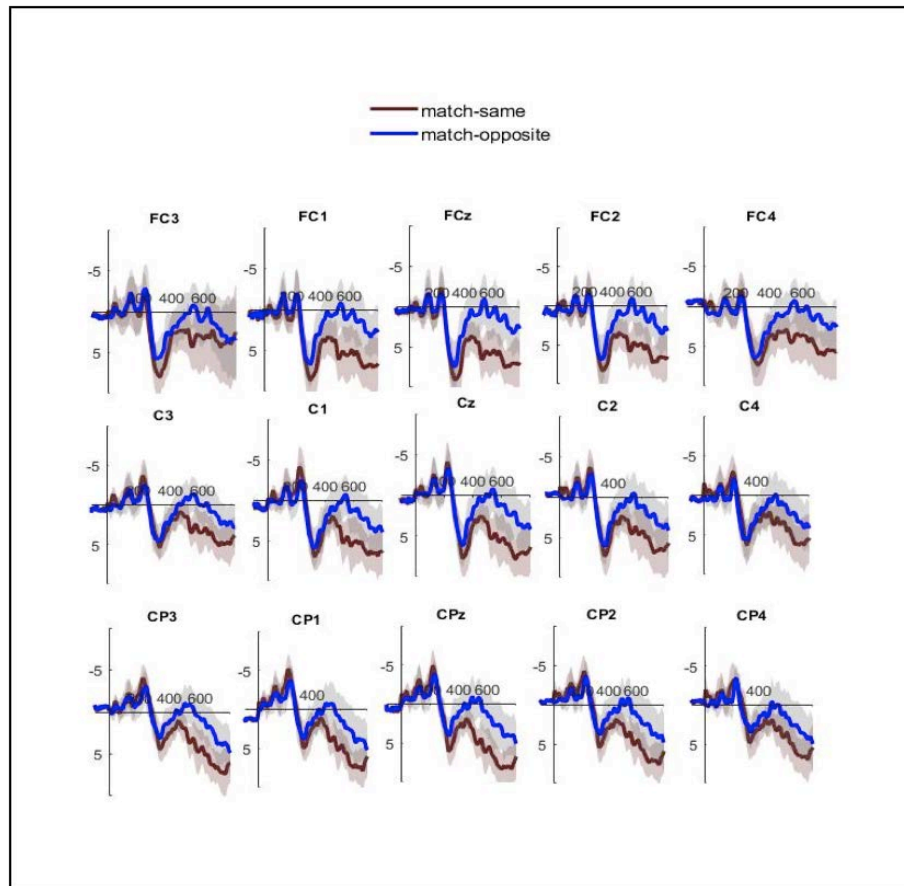 match-same
match-opposite
FC3 FC1 FCz FC2 FC4
-5 -5 -5 -5 -5
200 400 600 200 400 600 200 400 600 200 400 600 200 400 600
5 5 5 5 5
C3 C1 Cz C2 C4
-5 -5 -5 -5 -5
400 600 400 600 400 600 400 400
5 5 5 5 5
CP3 CP1 CPz CP2 CP4
-5 -5 -5 -5 -5
400 600 400 400 600 400 600 400
5 5 5 5 5